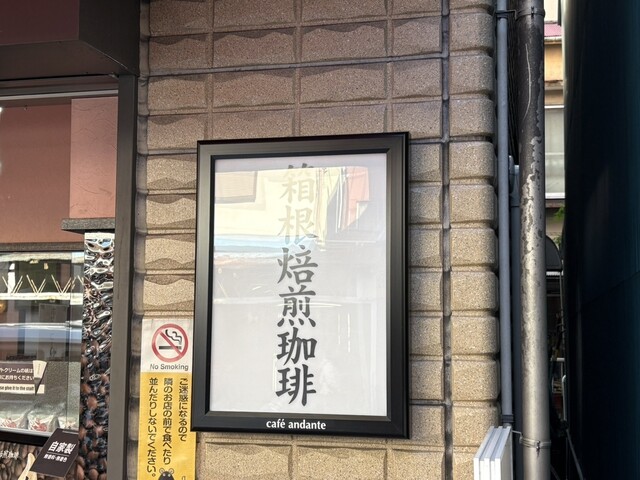 箱根焙煎珈琲
café andante
No Smoking
ご迷惑になるので
隣のお店の前で食べたり
並んだりしないでください。
自家製